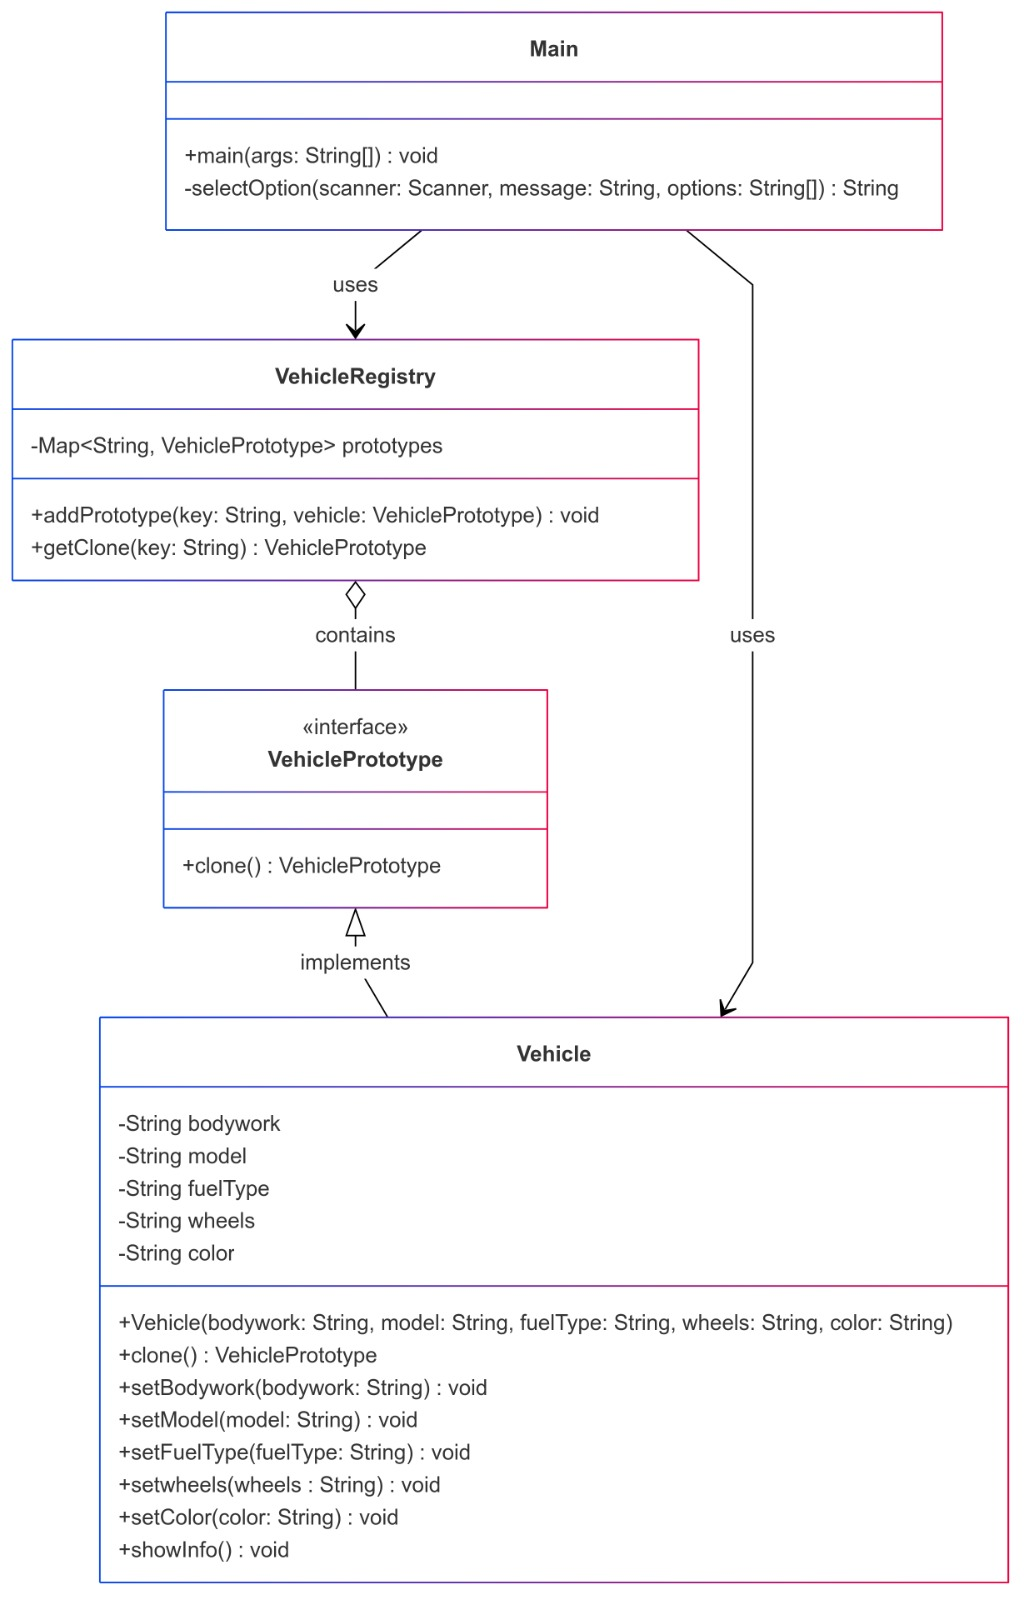 Main
+main(args: String[]) : void
-selectOption(scanner: Scanner, message: String, options: String[]) : String
uses
VehicleRegistry
-Map<String, VehiclePrototype> prototypes
+addPrototype(key: String, vehicle: VehiclePrototype) : void
+getClone(key: String) : VehiclePrototype
contains
uses
«interface»
VehiclePrototype
+clone() : VehiclePrototype
implements
Vehicle
-String bodywork
-String model
-String fuelType
-String wheels
-String color
+Vehicle(bodywork: String, model: String, fuelType: String, wheels: String, color: String)
+clone() : VehiclePrototype
+setBodywork(bodywork: String) : void
+setModel(model: String) : void
+setFuelType(fuelType: String) : void
+setwheels(wheels : String) : void
+setColor(color: String) : void
+showInfo() : void